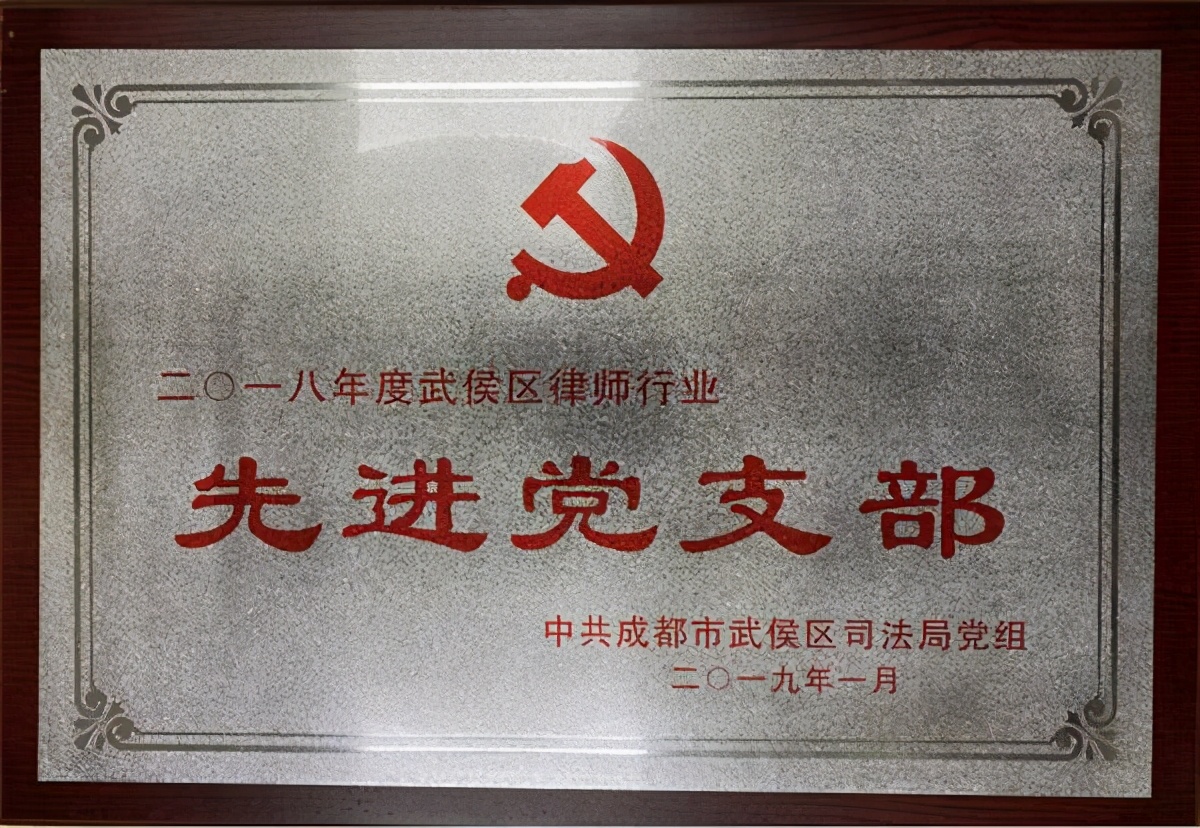 二〇一八年度武侯区律师行业
先进党支部
中共成都市武侯区司法局党组
二〇一九年一月